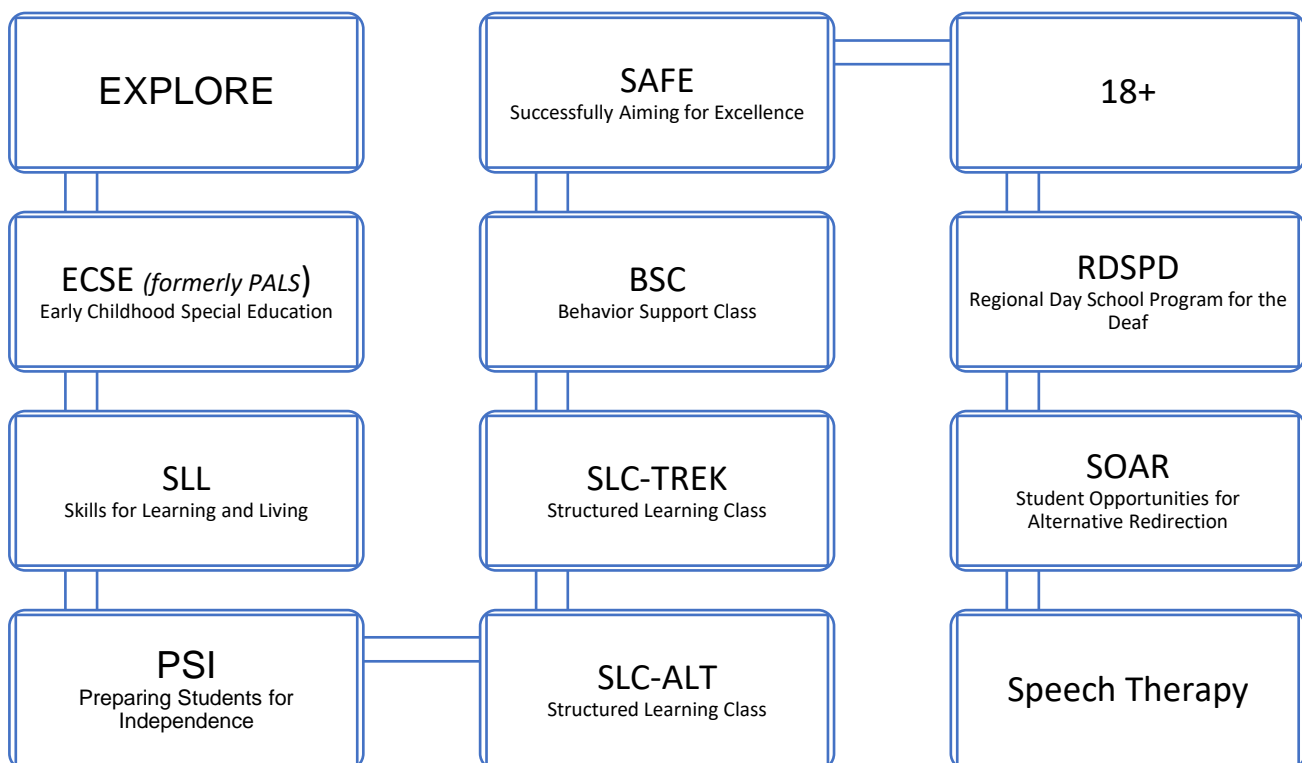 EXPLORE
ECSE (formerly PALS)
Early Childhood Special Education
SLL
Skills for Learning and Living
PSI
Preparing Students for
Independence
SLC-ALT
Structured Learning Class
SLC-TREK
Structured Learning Class
BSC
Behavior Support Class
SAFE
Successfully Aiming for Excellence
18+
RDSPD
Regional Day School Program for the
Deaf
SOAR
Student Opportunities for
Alternative Redirection
Speech Therapy